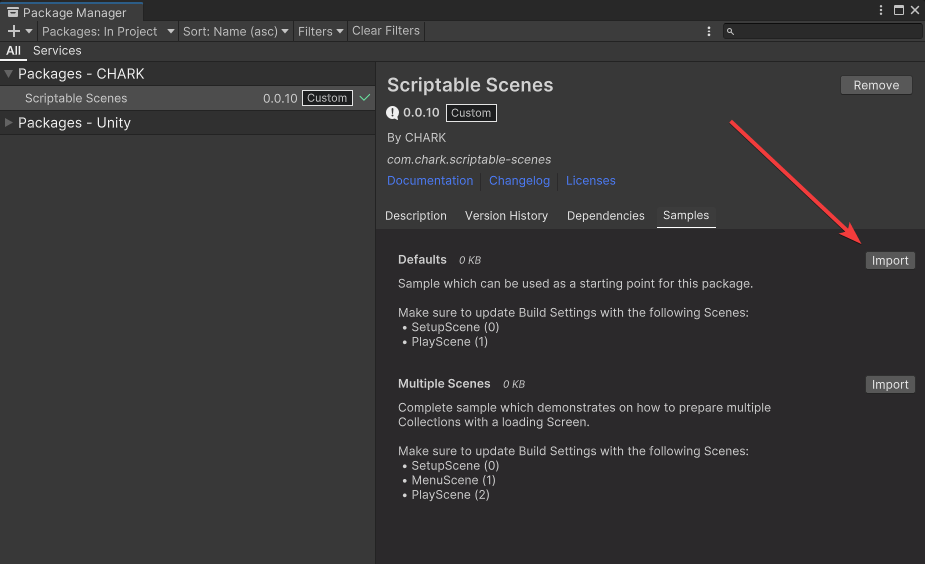 Package Manager
Packages: In Project Sort: Name (asc) Filters Clear Filters
All Services
Packages - CHARK
Scriptable Scenes 0.0.10 Custom
Packages - Unity
Scriptable Scenes
Remove
0.0.10 Custom
By CHARK
com.chark.scriptable-scenes
Documentation Changelog Licenses
Description Version History Dependencies Samples
Defaults 0 KB Import
Sample which can be used as a starting point for this package.
Make sure to update Build Settings with the following Scenes:
• SetupScene (0)
• PlayScene (1)
Multiple Scenes 0 KB Import
Complete sample which demonstrates on how to prepare multiple
Collections with a loading Screen.
Make sure to update Build Settings with the following Scenes:
• SetupScene (0)
• MenuScene (1)
• PlayScene (2)